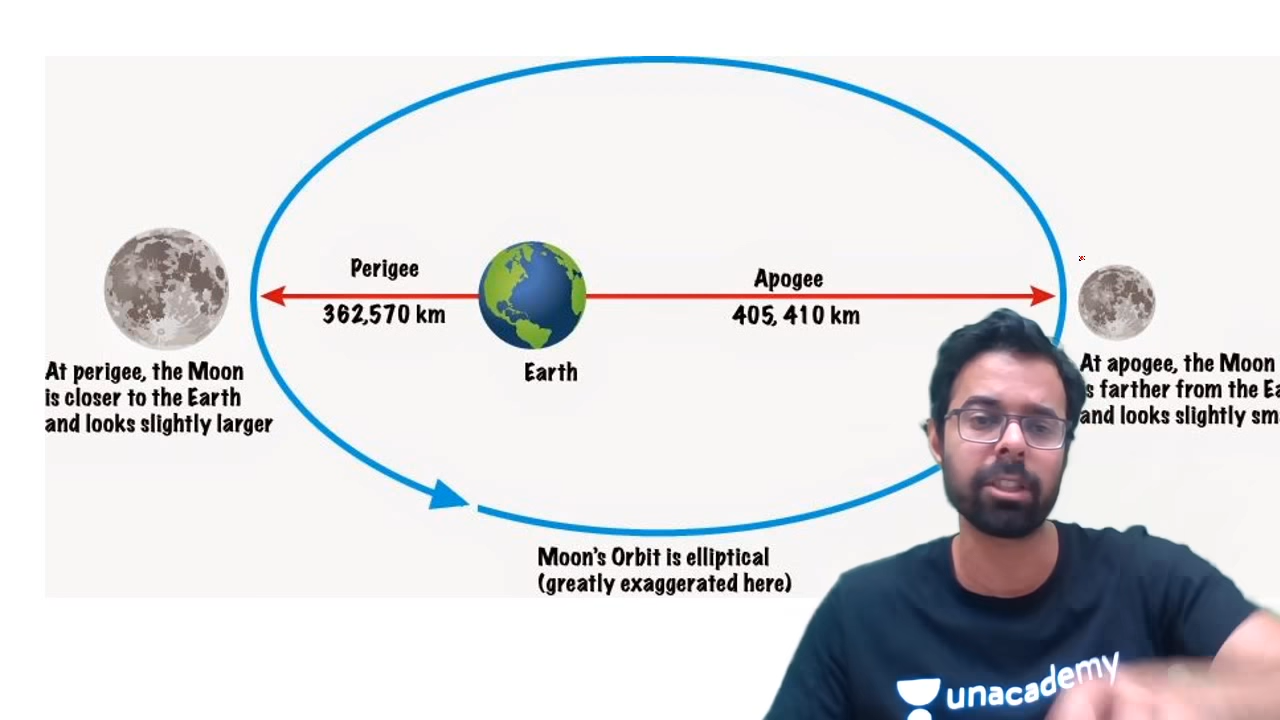 Perigee
362,570 km
Apogee
405, 410 km
Earth
At perigee, the Moon
is closer to the Earth
and looks slightly larger
At apogee, the Moon
farther from the
and looks slightly
Moon's Orbit is elliptical
(greatly exaggerated here)
unacademy